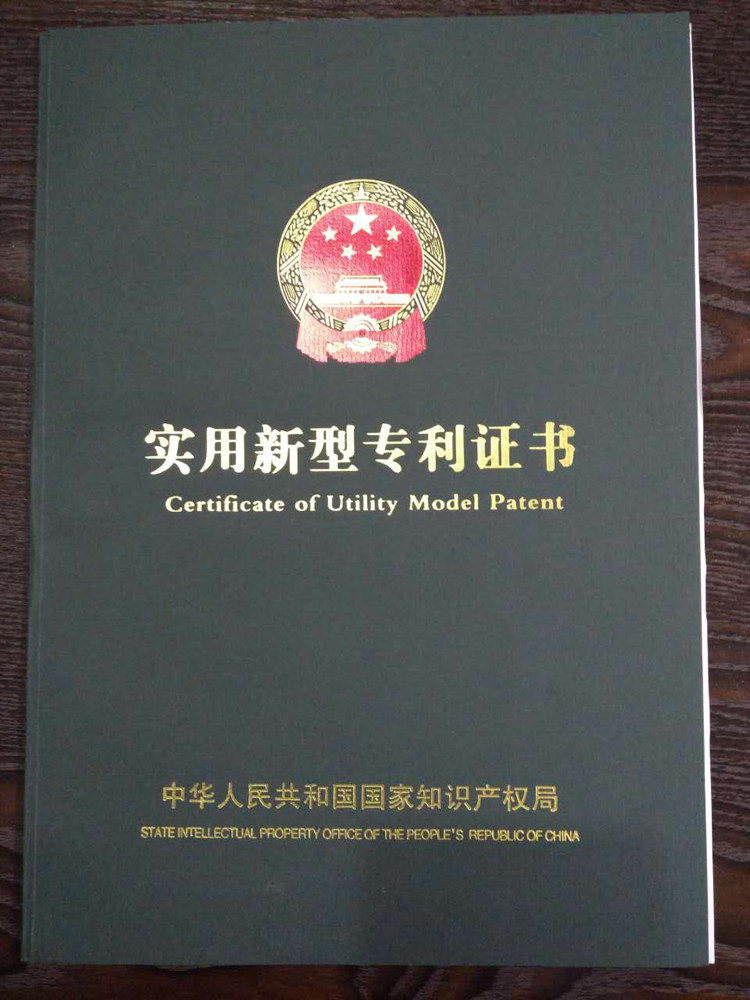 实用新型专利证书
Certificate of Utility Model Patent
中华人民共和国国家知识产权局
STATE INTELLECTUAL PROPERTY OFFICE OF THE PEOPLE'S REPUBLIC OF CHINA